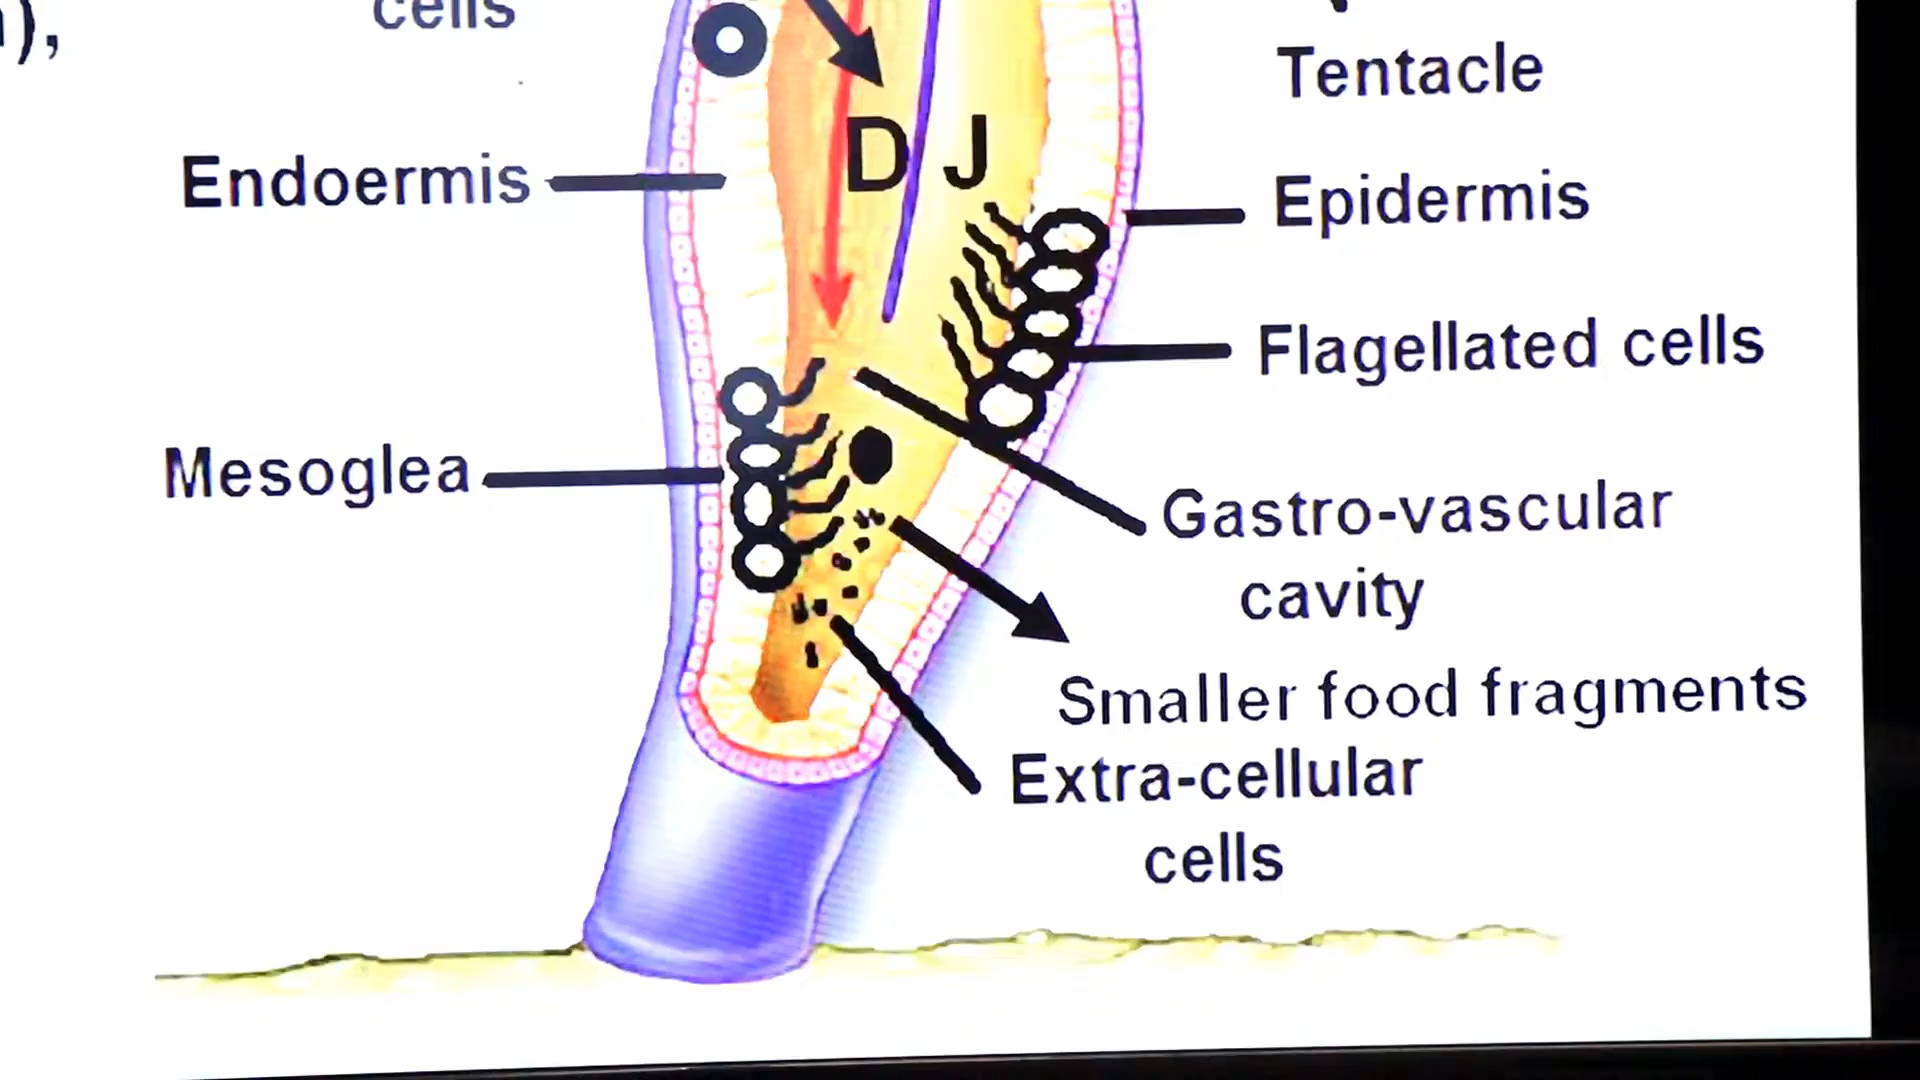 ),
cells
Tentacle
D J
Endoermis
Epidermis
Flagellated cells
Mesoglea
Gastro-vascular
cavity
Smaller food fragments
Extra-cellular
cells